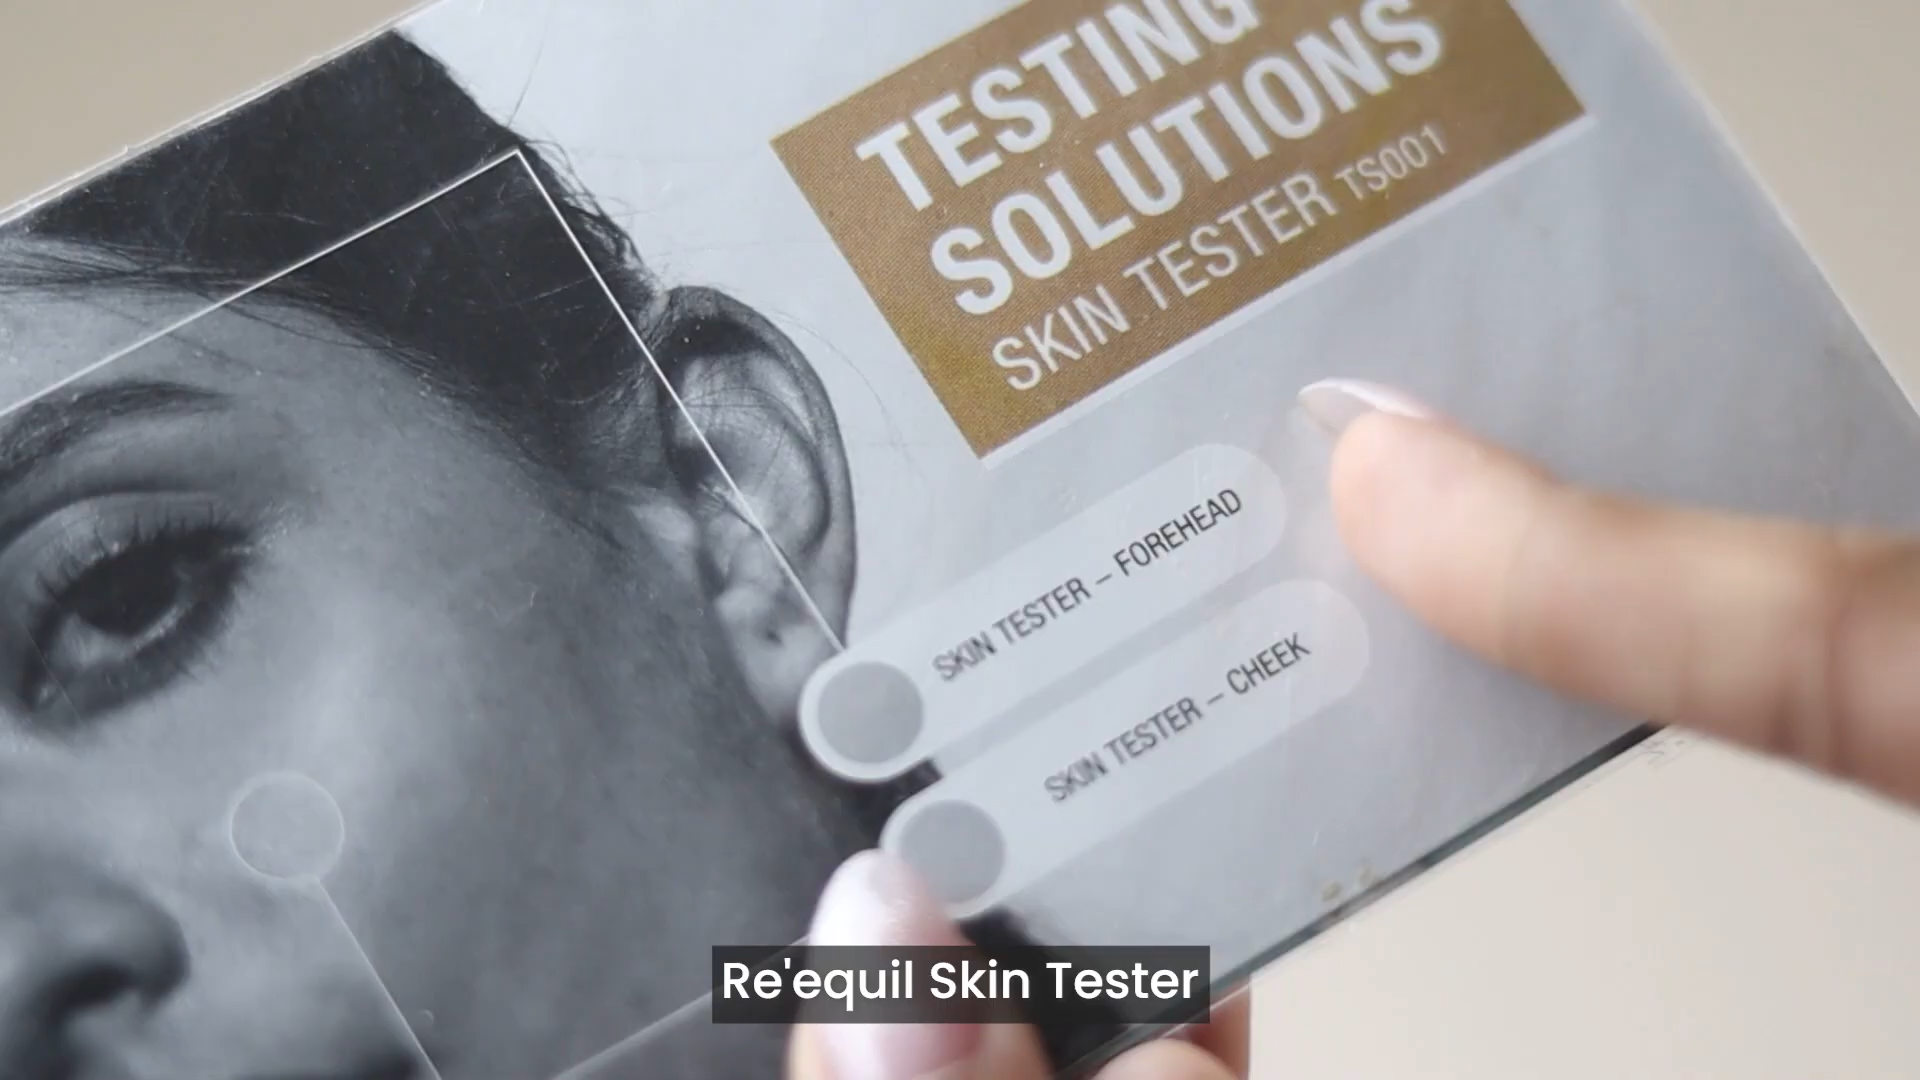 TESTING
SOLUTIONS
SKIN TESTER TS001
SKIN TESTER – FOREHEAD
SKIN TESTER – CHEEK
Re'equil Skin Tester